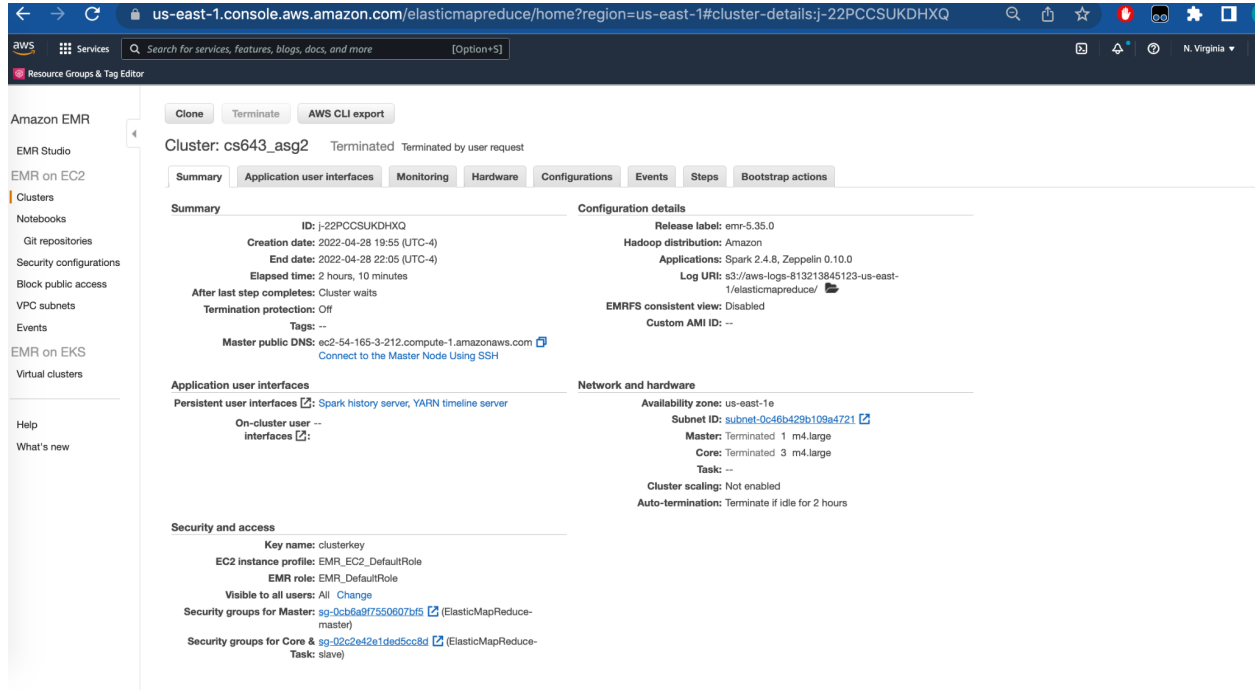 us-east-1.console.aws.amazon.com/elasticmapreduce/home?region=us-east-1#cluster-details:j-22PCCSUKDHXQ
aws Services Search for services, features, blogs, docs, and more [Option+S] N. Virginia
Resource Groups & Tag Editor
Amazon EMR
EMR Studio
EMR on EC2
Clusters
Notebooks
Git repositories
Security configurations
Block public access
VPC subnets
Events
EMR on EKS
Virtual clusters
Help
What's new
Clone Terminate AWS CLI export
Cluster: cs643_asg2 Terminated Terminated by user request
Summary Application user interfaces Monitoring Hardware Configurations Events Steps Bootstrap actions
Summary
ID: j-22PCCSUKDHXQ
Creation date: 2022-04-28 19:55 (UTC-4)
End date: 2022-04-28 22:05 (UTC-4)
Elapsed time: 2 hours, 10 minutes
After last step completes: Cluster waits
Termination protection: Off
Tags: --
Master public DNS: ec2-54-165-3-212.compute-1.amazonaws.com
Connect to the Master Node Using SSH
Configuration details
Release label: emr-5.35.0
Hadoop distribution: Amazon
Applications: Spark 2.4.8, Zeppelin 0.10.0
Log URI: s3://aws-logs-813213845123-us-east-
1/elasticmapreduce/
EMRFS consistent view: Disabled
Custom AMI ID: --
Application user interfaces
Persistent user interfaces : Spark history server, YARN timeline server
On-cluster user --
interfaces :
Network and hardware
Availability zone: us-east-1e
Subnet ID: subnet-0c46b429b109a4721
Master: Terminated 1 m4.large
Core: Terminated 3 m4.large
Task: --
Cluster scaling: Not enabled
Auto-termination: Terminate if idle for 2 hours
Security and access
Key name: clusterkey
EC2 instance profile: EMR_EC2_DefaultRole
EMR role: EMR_DefaultRole
Visible to all users: All Change
Security groups for Master: sg-0cb6a9f7550607bf5 (ElasticMapReduce-
master)
Security groups for Core & sg-02c2e42e1ded5cc8d (ElasticMapReduce-
Task: slave)